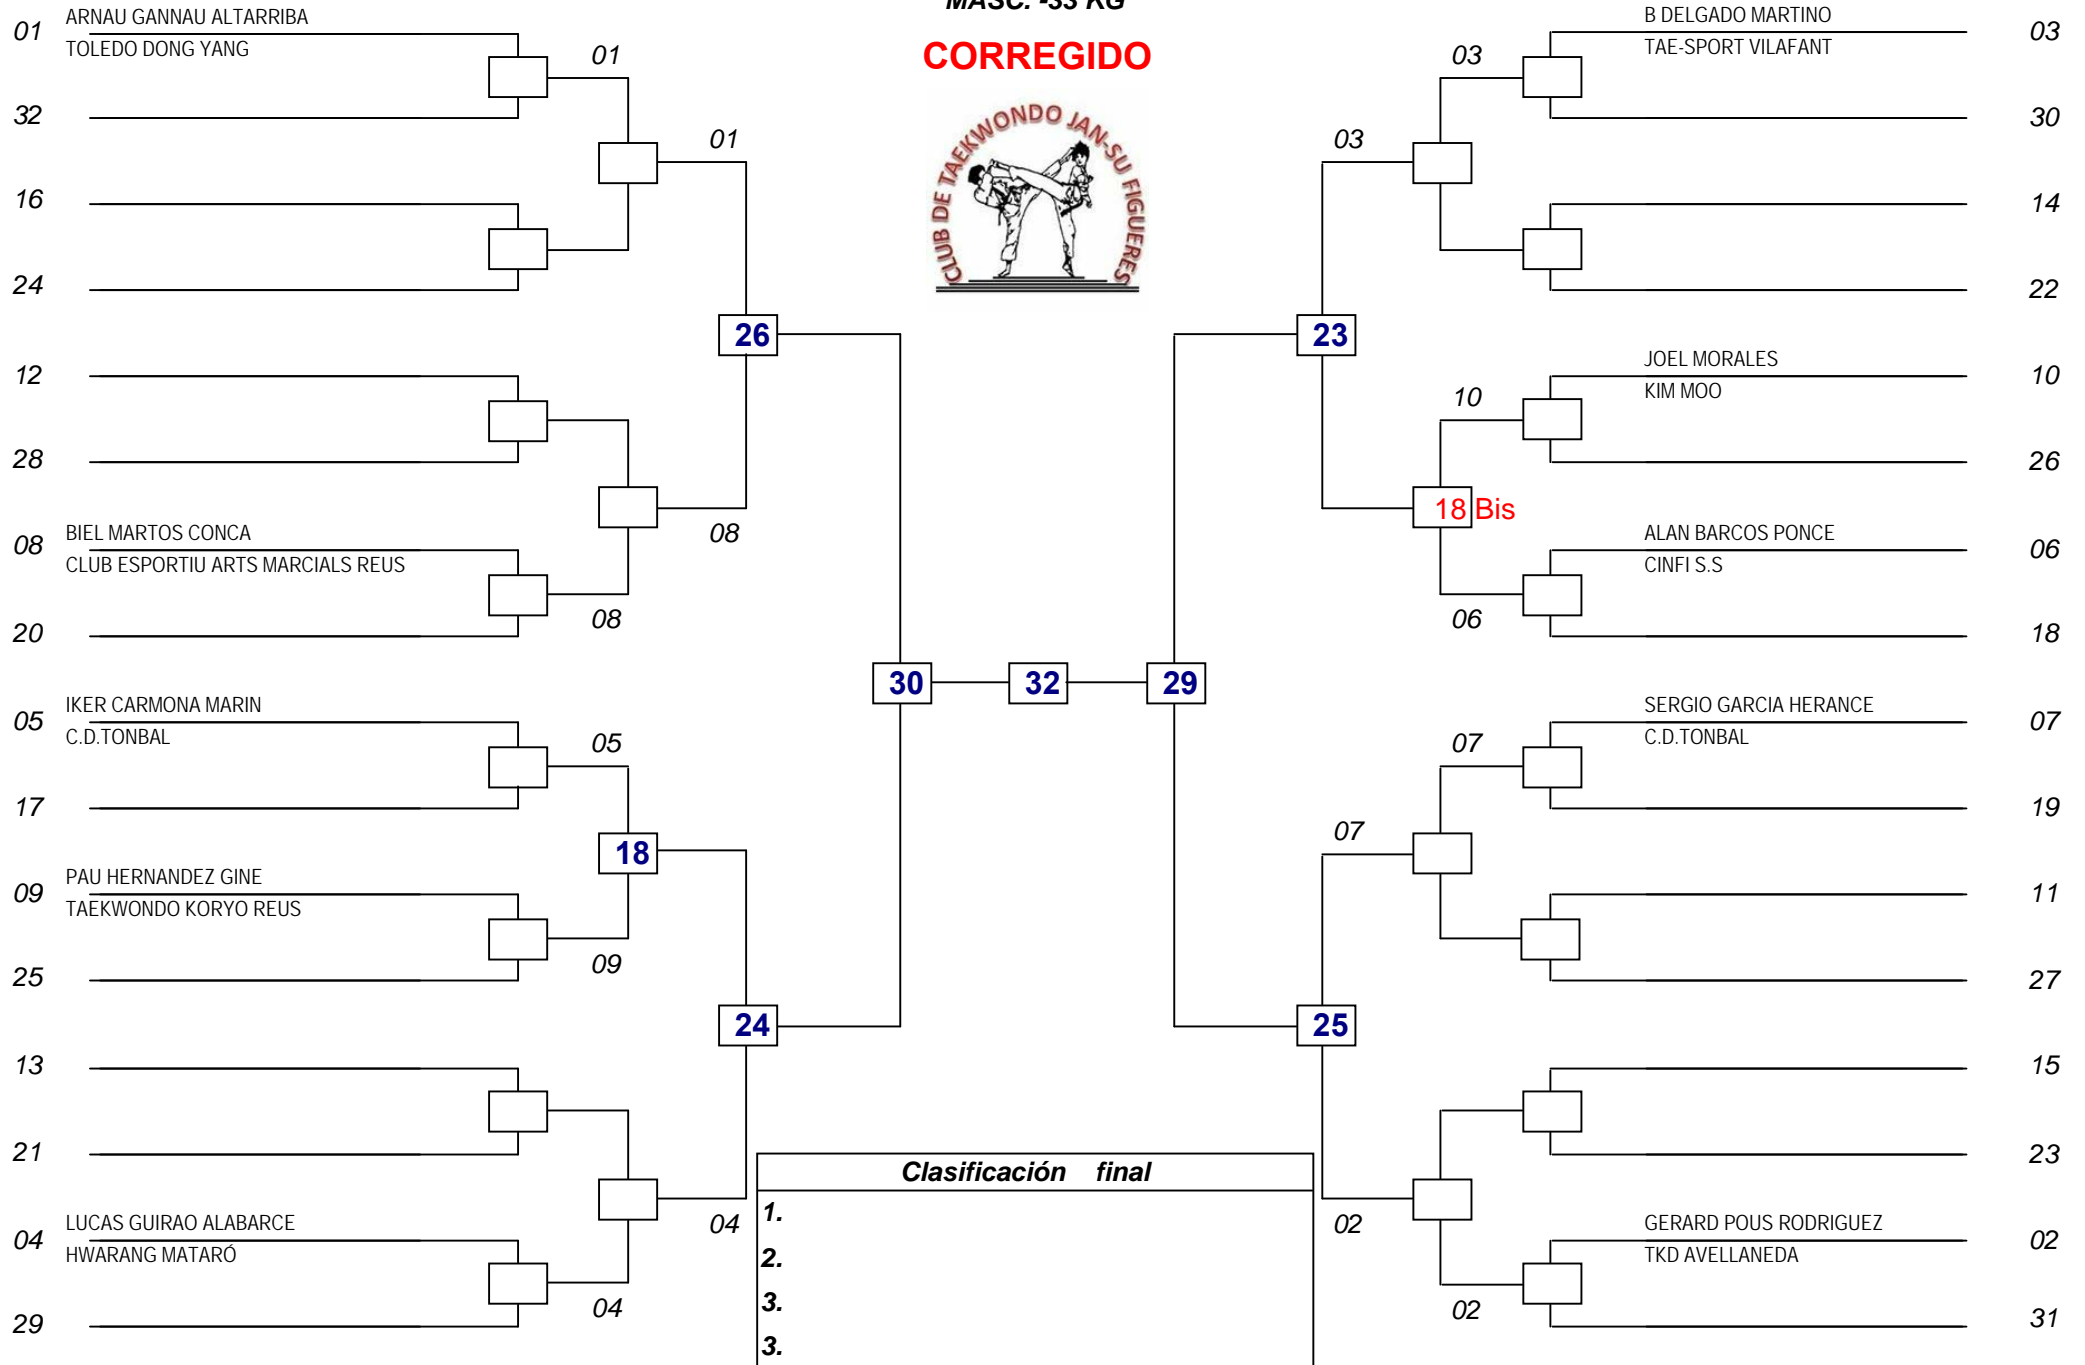 MASC. -33 KG
CORREGIDO
CLUB DE TAEKWONDO JAN-SU FIGUERES
01 ARNAU GANNAU ALTARRIBA
TOLEDO DONG YANG
01
32
01
16
24
26
12
28
08
08 BIEL MARTOS CONCA
CLUB ESPORTIU ARTS MARCIALS REUS
08
20
30
32
29
05 IKER CARMONA MARIN
C.D.TONBAL
05
17
18
09 PAU HERNANDEZ GINE
TAEKWONDO KORYO REUS
09
25
24
13
21
04
04 LUCAS GUIRAO ALABARCE
HWARANG MATARÓ
04
29
B DELGADO MARTINO 03
TAE-SPORT VILAFANT
03
30
03
14
22
23
JOEL MORALES 10
KIM MOO
10
26
18 Bis
ALAN BARCOS PONCE 06
CINFI S.S
06
18
SERGIO GARCIA HERANCE 07
C.D.TONBAL
07
19
07
11
27
25
15
23
02
GERARD POUS RODRIGUEZ 02
TKD AVELLANEDA
02
31
Clasificación final
1.
2.
3.
3.